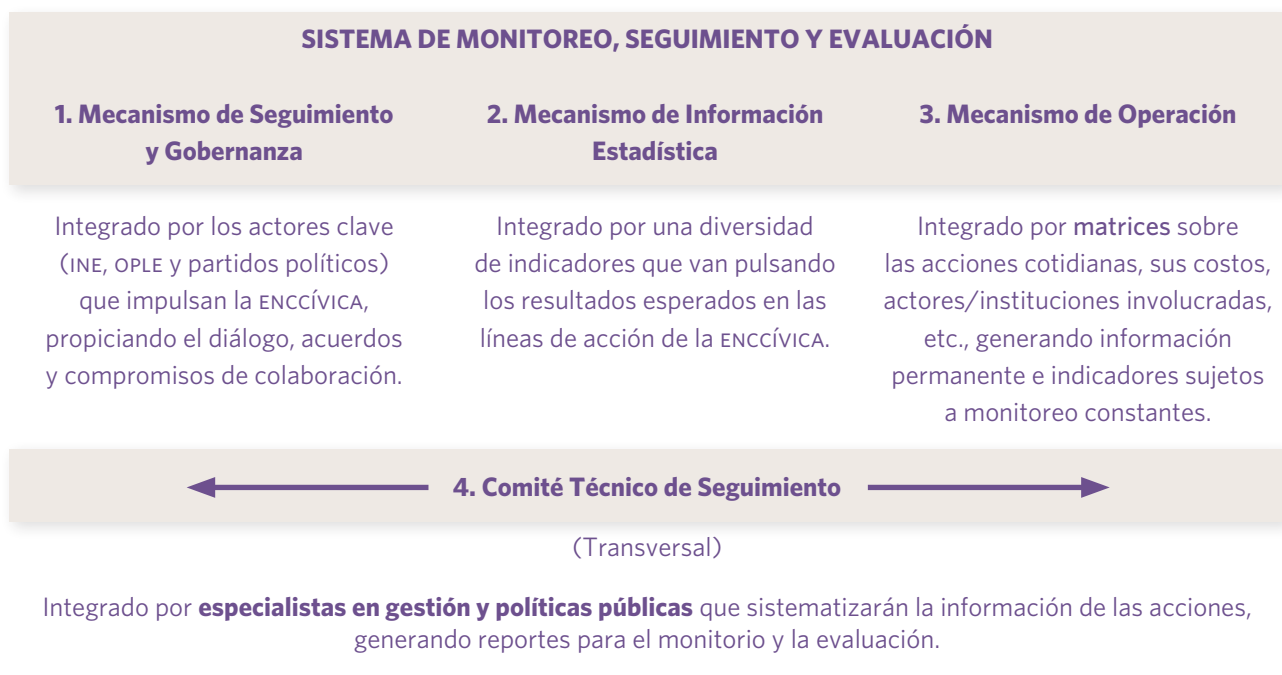 SISTEMA DE MONITOREO, SEGUIMIENTO Y EVALUACIÓN
1. Mecanismo de Seguimiento
y Gobernanza
2. Mecanismo de Información
Estadística
3. Mecanismo de Operación
Integrado por los actores clave
(INE, OPLE y partidos políticos)
que impulsan la ENCCÍVICA,
propiciando el diálogo, acuerdos
y compromisos de colaboración.
Integrado por una diversidad
de indicadores que van pulsando
los resultados esperados en las
líneas de acción de la ENCCÍVICA.
Integrado por matrices sobre
las acciones cotidianas, sus costos,
actores/instituciones involucradas,
etc., generando información
permanente e indicadores sujetos
a monitoreo constantes.
4. Comité Técnico de Seguimiento
(Transversal)
Integrado por especialistas en gestión y políticas públicas que sistematizarán la información de las acciones,
generando reportes para el monitorio y la evaluación.